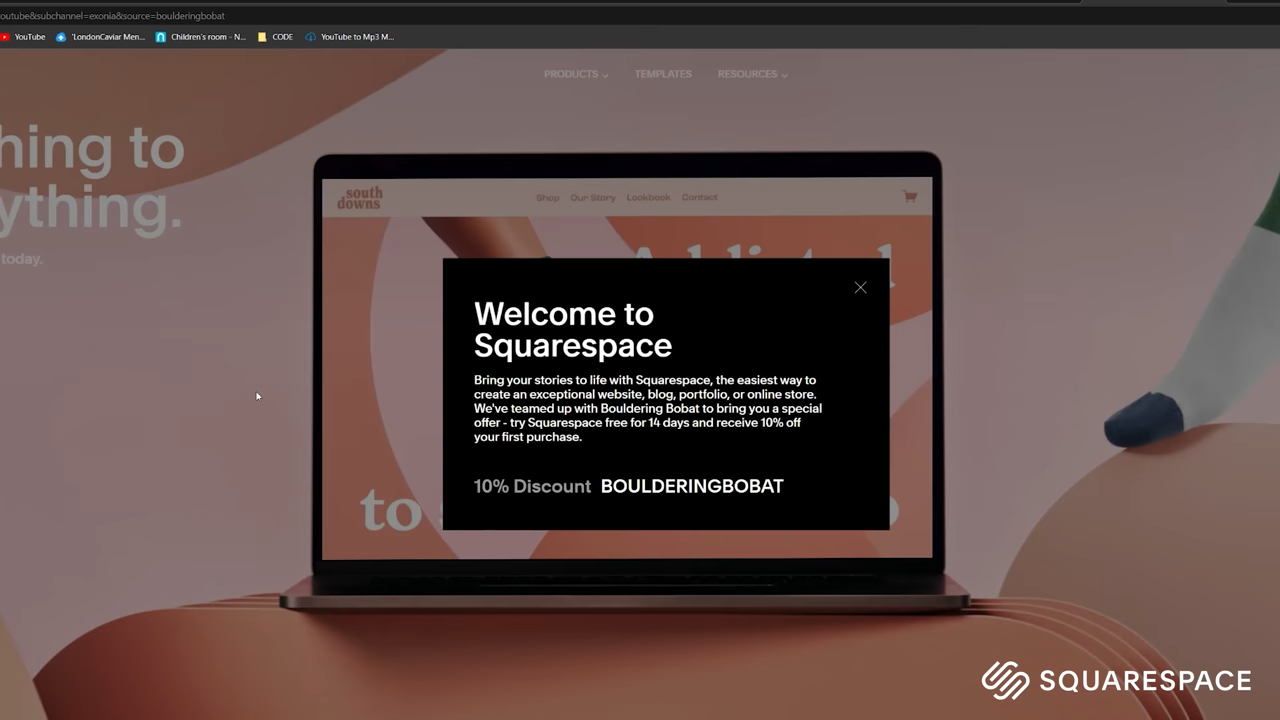 outube&subchannel=exonia&source=boulderingbobat
YouTube
'LondonCaviar Men...
Children's room - N...
CODE
YouTube to Mp3 M...
PRODUCTS
TEMPLATES
RESOURCES
hing to
ything.
today.
south
downs
Shop
Our Story
Lookbook
Contact
Welcome to
Squarespace
Bring your stories to life with Squarespace, the easiest way to
create an exceptional website, blog, portfolio, or online store.
We've teamed up with Bouldering Bobat to bring you a special
offer - try Squarespace free for 14 days and receive 10% off
your first purchase.
10% Discount BOULDERINGBOBAT
to
SQUARESPACE